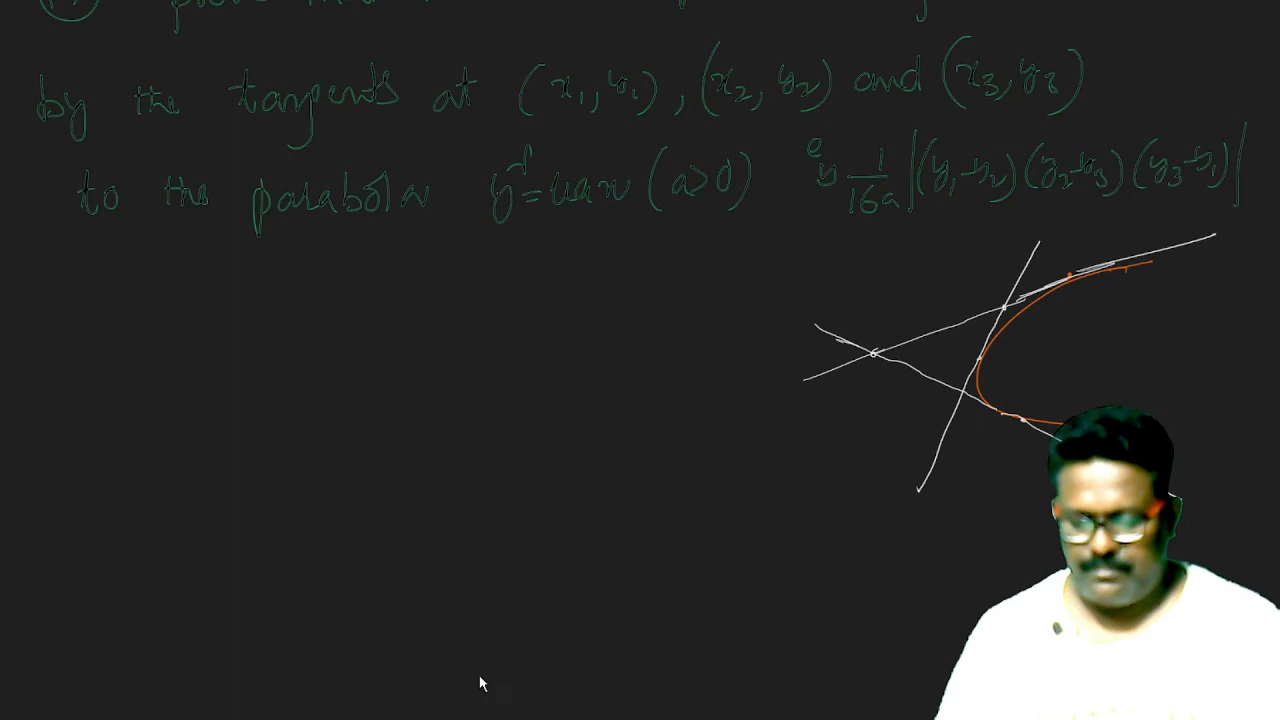 by the tangents at (x₁, y₁), (x₂, y₂) and (x₃, y₃)
to the parabola y²=4ax (a>0) is 1/16a |(y₁-y₂)(y₂-y₃)(y₃-y₁)|